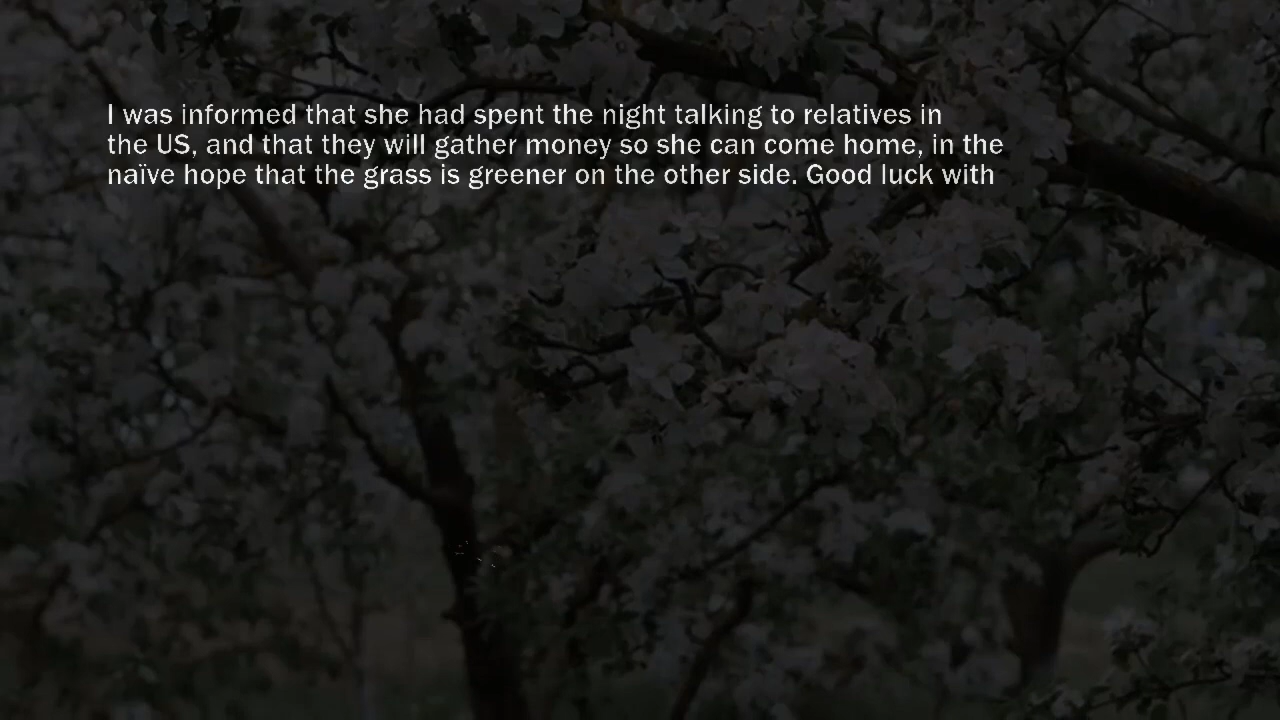 I was informed that she had spent the night talking to relatives in
the US, and that they will gather money so she can come home, in the
naïve hope that the grass is greener on the other side. Good luck with